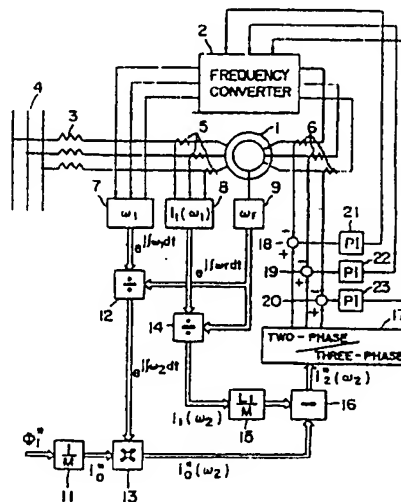 2
FREQUENCY CONVERTER
4
3
5
1
6
7
ω₁
8
I₁(ω₁)
9
ωr
e^j∫ω₁dt
e^j∫ωrdt
18
-
+
PI
21
19
-
+
PI
22
20
-
+
PI
23
12
÷
14
÷
17
TWO-PHASE
THREE-PHASE
e^j∫ω₂dt
I₁(ω₂)
L₁/M
15
16
I₂*(ω₂)
Φ₁*
1/M
11
I₀*
13
I₀*(ω₂)